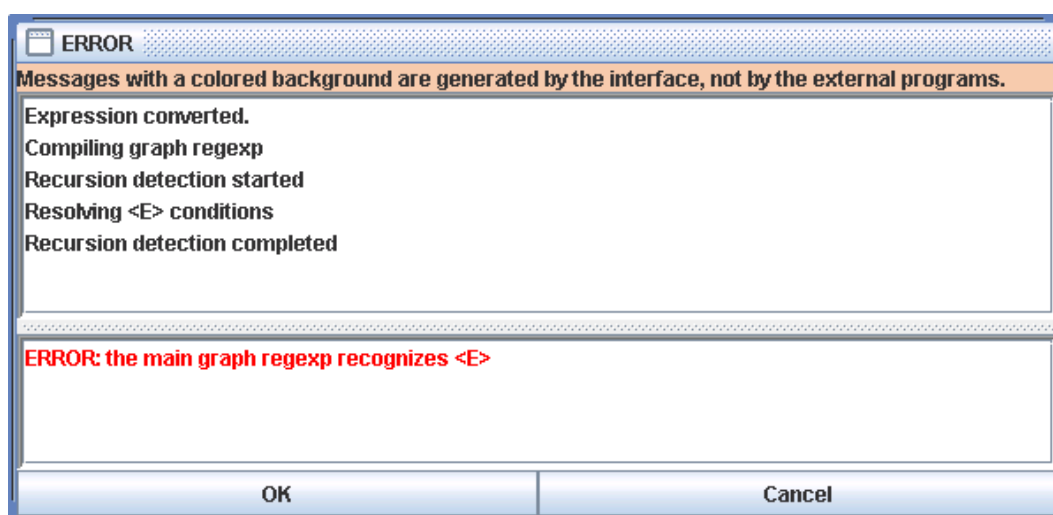 ERROR
Messages with a colored background are generated by the interface, not by the external programs.
Expression converted.
Compiling graph regexp
Recursion detection started
Resolving <E> conditions
Recursion detection completed
ERROR: the main graph regexp recognizes <E>
OK
Cancel